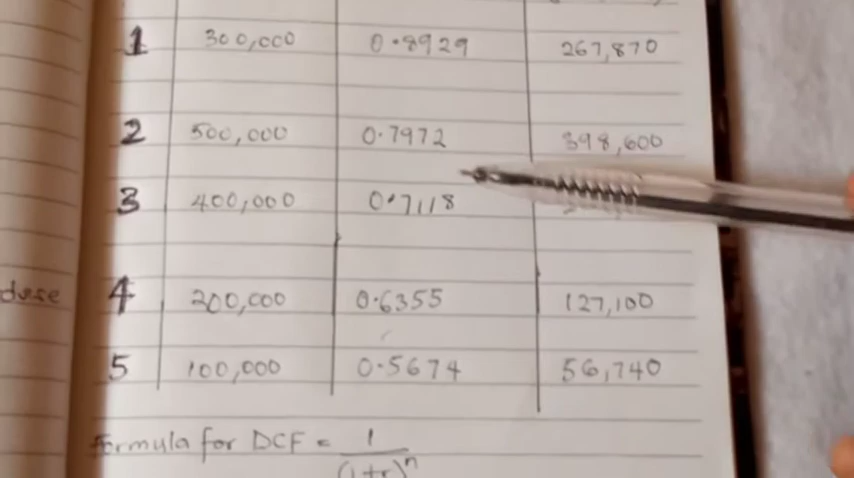 1 300,000 0.8929 267,870
2 500,000 0.7972 398,600
3 400,000 0.7118
4 200,000 0.6355 127,100
5 100,000 0.5674 56,740
Formula for DCF = 1
(1+r)^n